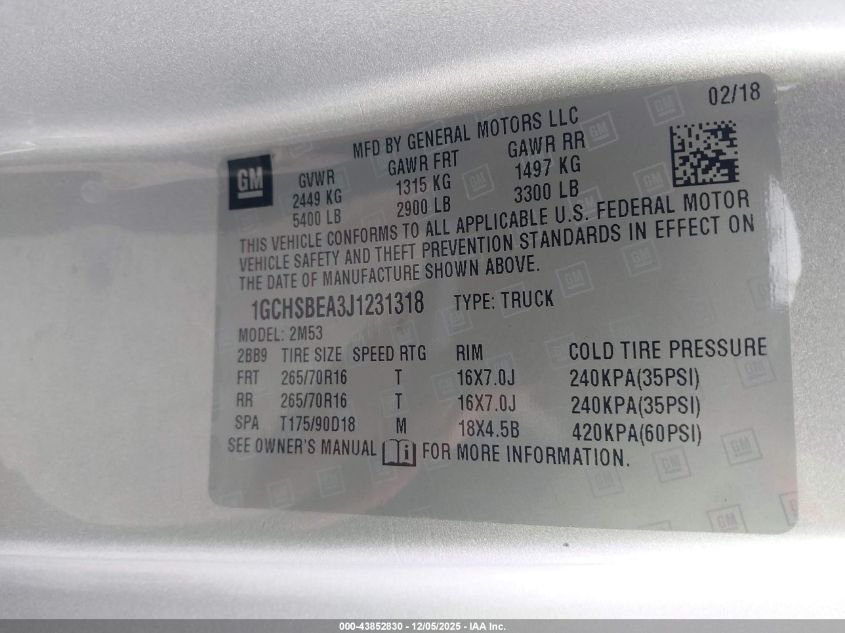 02/18
MFD BY GENERAL MOTORS LLC
GM
GVWR GAWR FRT GAWR RR
2449 KG 1315 KG 1497 KG
5400 LB 2900 LB 3300 LB
THIS VEHICLE CONFORMS TO ALL APPLICABLE U.S. FEDERAL MOTOR
VEHICLE SAFETY AND THEFT PREVENTION STANDARDS IN EFFECT ON
THE DATE OF MANUFACTURE SHOWN ABOVE.
1GCHSBEA3J1231318 TYPE: TRUCK
MODEL: 2M53
2BB9 TIRE SIZE SPEED RTG RIM COLD TIRE PRESSURE
FRT 265/70R16 T 16X7.0J 240KPA(35PSI)
RR 265/70R16 T 16X7.0J 240KPA(35PSI)
SPA T175/90D18 M 18X4.5B 420KPA(60PSI)
SEE OWNER'S MANUAL i FOR MORE INFORMATION.
000-43852830 - 12/05/2025 - IAA Inc.